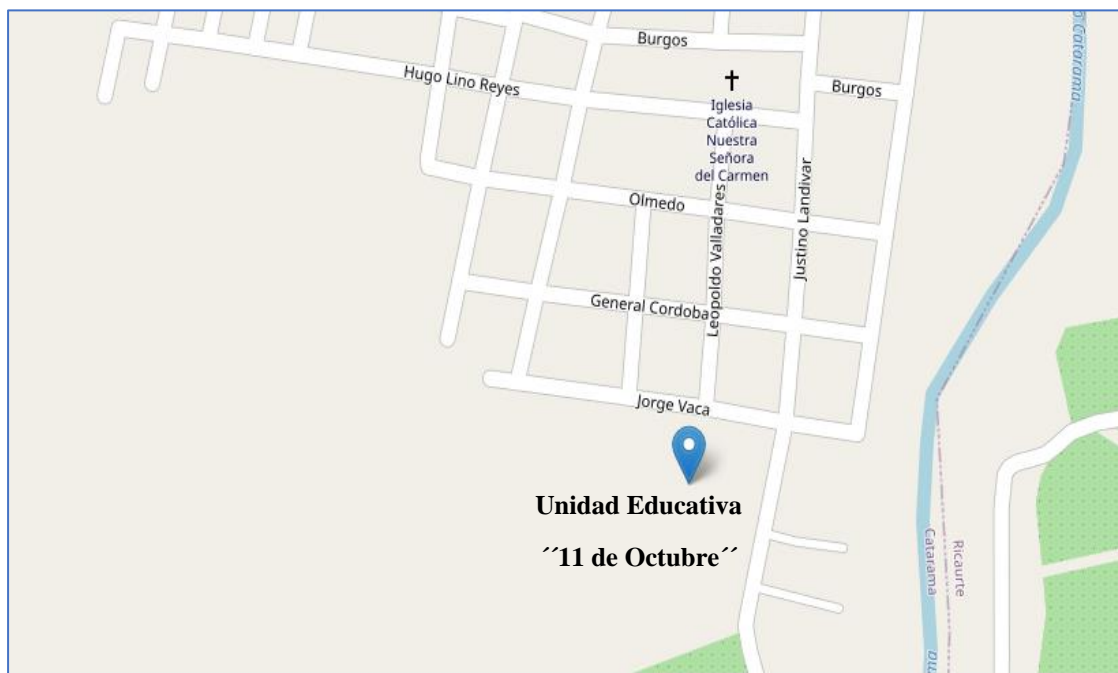 Burgos
o Catarama
Hugo Lino Reyes
Burgos
Iglesia
Católica
Nuestra
Señora
del Carmen
Olmedo
Leopoldo Valladares
Justino Landivar
General Cordoba
Jorge Vaca
Unidad Educativa
´´11 de Octubre´´
Catarama
Ricaurte